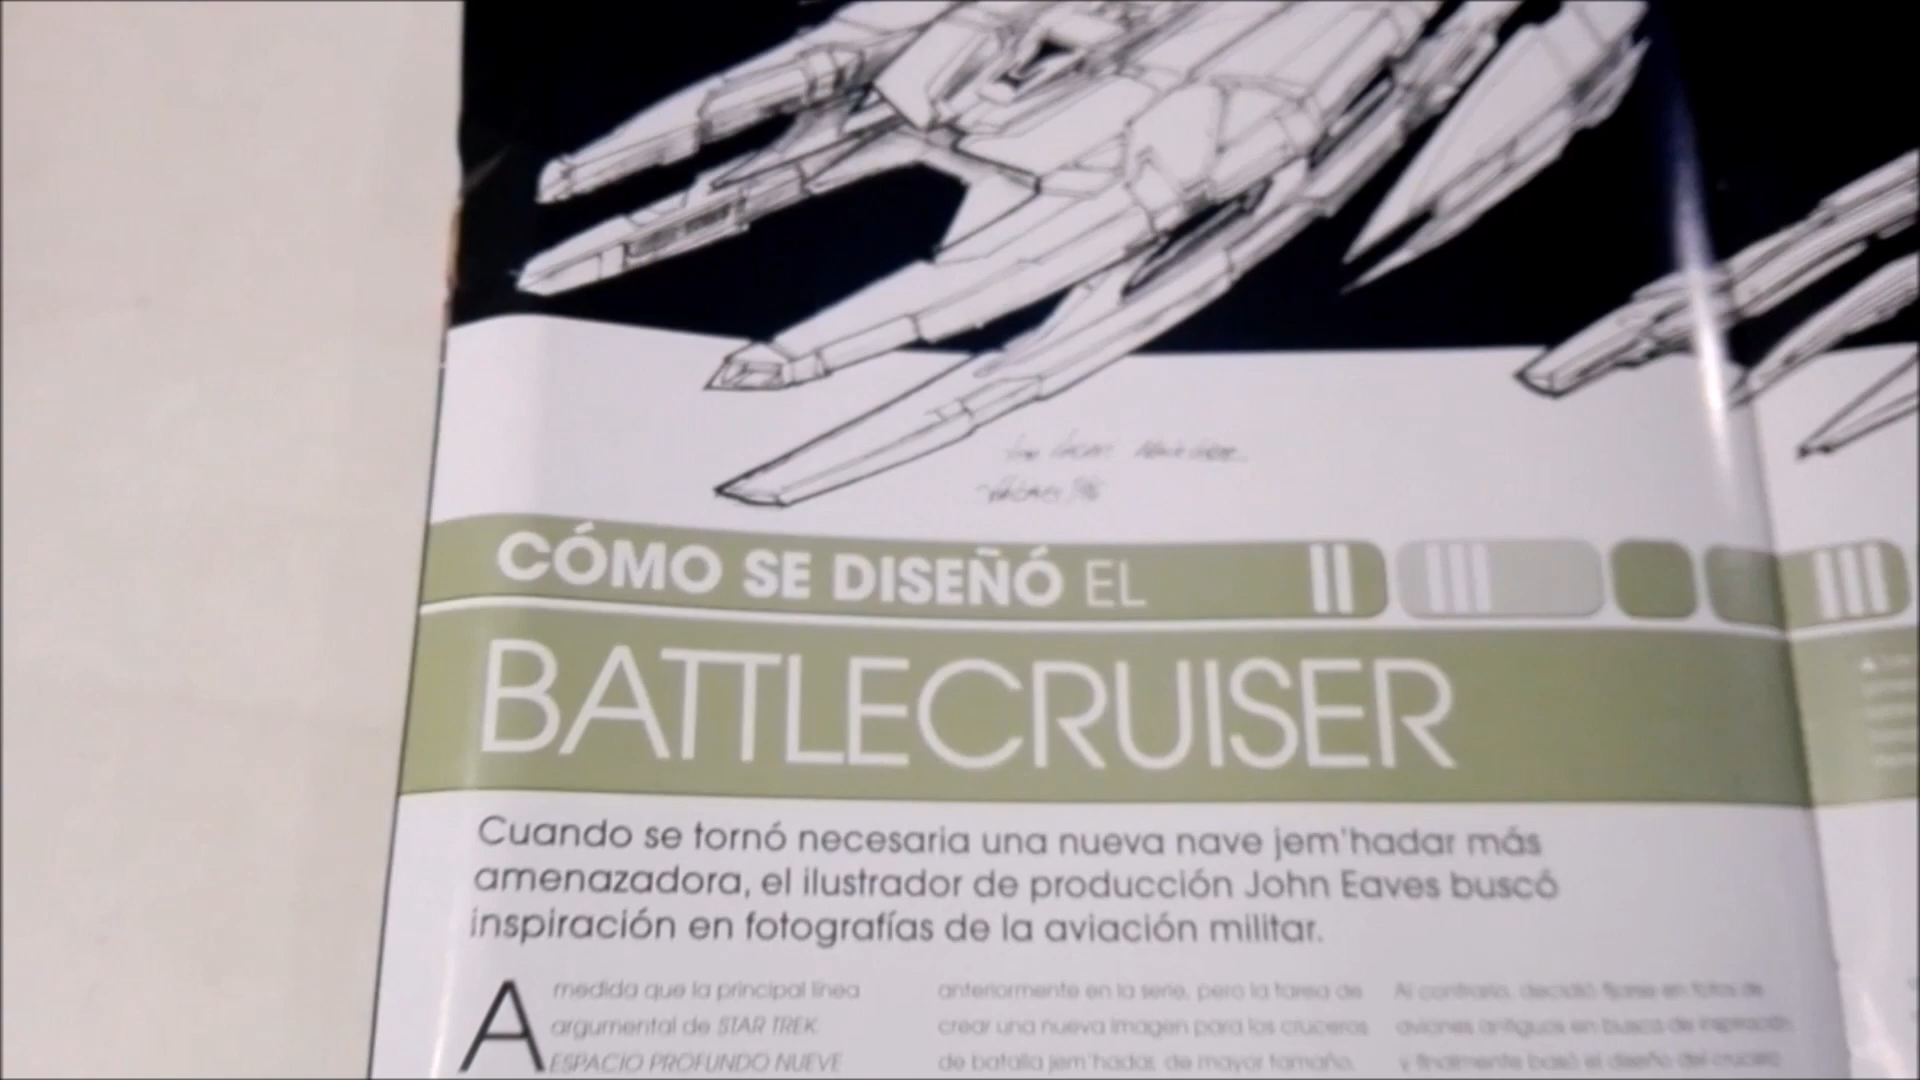 CÓMO SE DISEÑÓ EL
BATTLECRUISER
Cuando se tornó necesaria una nueva nave jem'hadar más
amenazadora, el ilustrador de producción John Eaves buscó
inspiración en fotografías de la aviación militar.
A medida que la principal línea
argumental de STAR TREK
ESPACIO PROFUNDO NUEVE
anteriormente en la serie, pero la tarea de
crear una nueva imagen para los cruceros
de batalla jem'hadar, de mayor tamaño,
Al contrario, decidió fijarse en fotos de
aviones antiguos en busca de inspiración
y finalmente basó el diseño del crucero